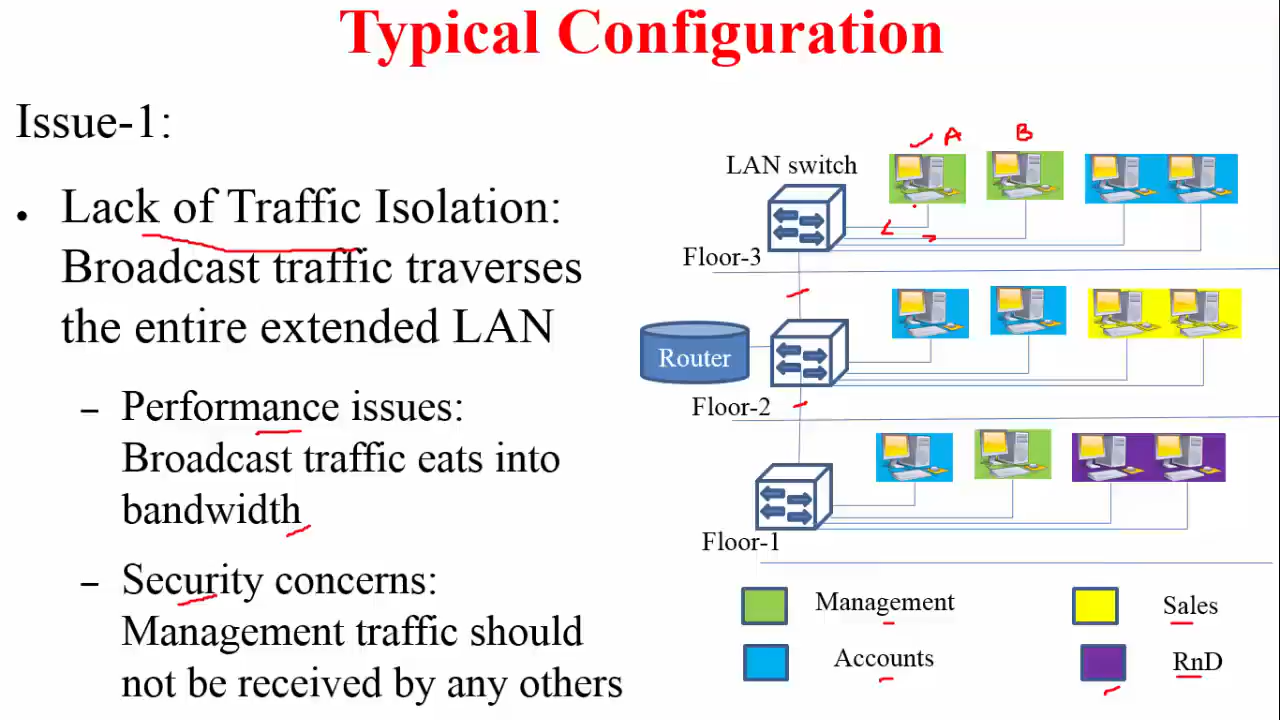 Typical Configuration
Issue-1:
• Lack of Traffic Isolation:
Broadcast traffic traverses
the entire extended LAN
– Performance issues:
Broadcast traffic eats into
bandwidth
– Security concerns:
Management traffic should
not be received by any others
A B
LAN switch
Floor-3
Router
Floor-2
Floor-1
Management
Sales
Accounts
RnD